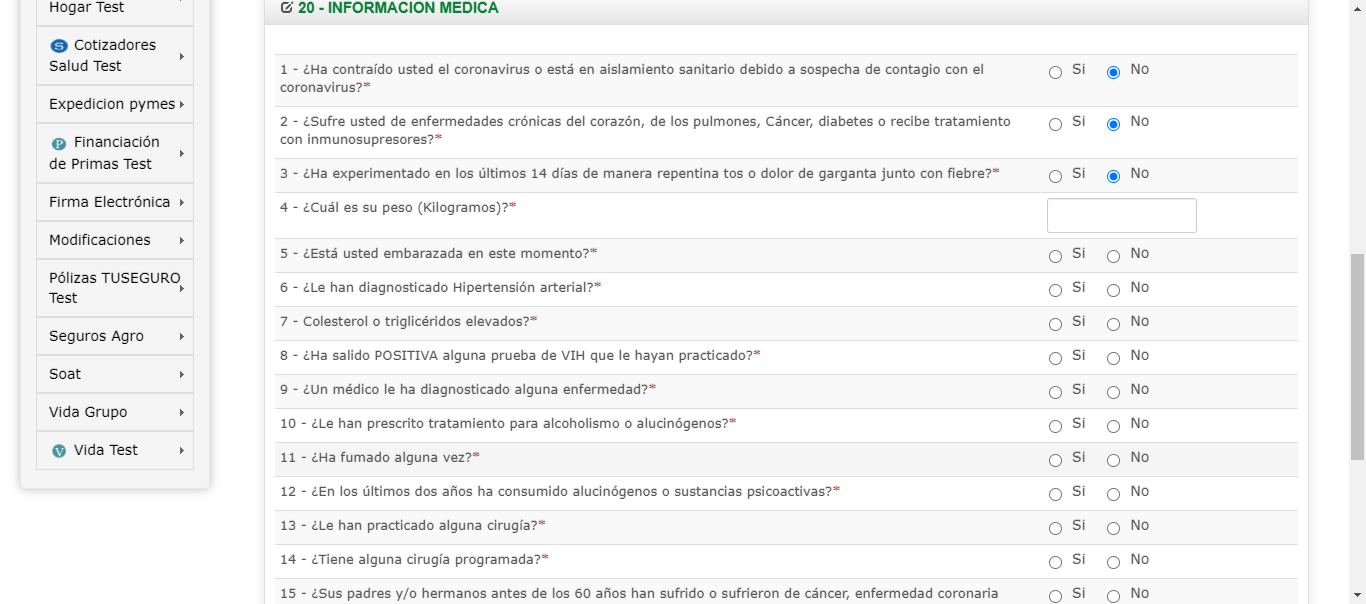 Hogar Test
Cotizadores
Salud Test
Expedicion pymes
Financiación
de Primas Test
Firma Electrónica
Modificaciones
Pólizas TUSEGURO
Test
Seguros Agro
Soat
Vida Grupo
Vida Test
20 - INFORMACION MEDICA
1 - ¿Ha contraído usted el coronavirus o está en aislamiento sanitario debido a sospecha de contagio con el
coronavirus?* Si No
2 - ¿Sufre usted de enfermedades crónicas del corazón, de los pulmones, Cáncer, diabetes o recibe tratamiento
con inmunosupresores?* Si No
3 - ¿Ha experimentado en los últimos 14 días de manera repentina tos o dolor de garganta junto con fiebre?* Si No
4 - ¿Cuál es su peso (Kilogramos)?*
5 - ¿Está usted embarazada en este momento?* Si No
6 - ¿Le han diagnosticado Hipertensión arterial?* Si No
7 - Colesterol o triglicéridos elevados?* Si No
8 - ¿Ha salido POSITIVA alguna prueba de VIH que le hayan practicado?* Si No
9 - ¿Un médico le ha diagnosticado alguna enfermedad?* Si No
10 - ¿Le han prescrito tratamiento para alcoholismo o alucinógenos?* Si No
11 - ¿Ha fumado alguna vez?* Si No
12 - ¿En los últimos dos años ha consumido alucinógenos o sustancias psicoactivas?* Si No
13 - ¿Le han practicado alguna cirugía?* Si No
14 - ¿Tiene alguna cirugía programada?* Si No
15 - ¿Sus padres y/o hermanos antes de los 60 años han sufrido o sufrieron de cáncer, enfermedad coronaria Si No